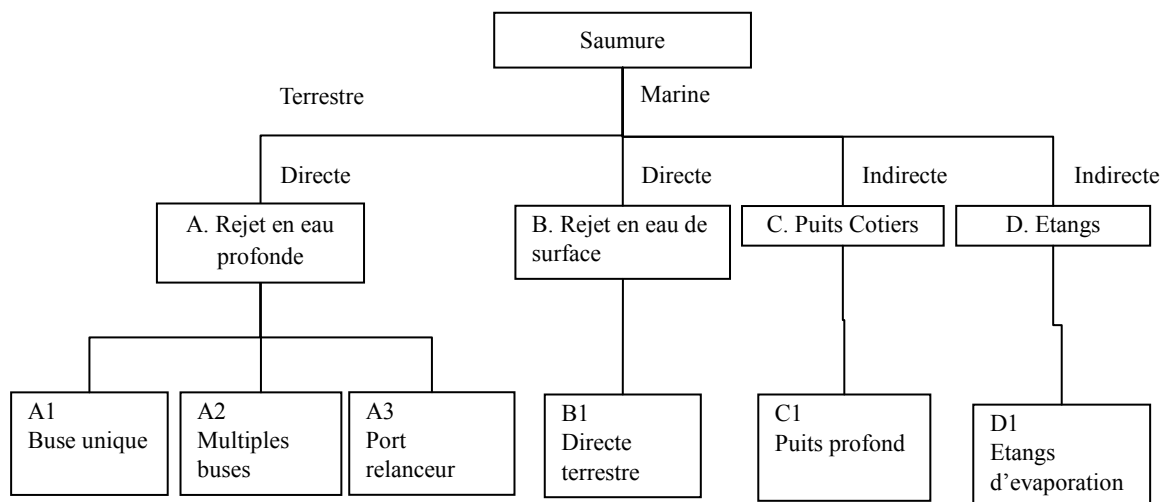 Saumure
Terrestre
Marine
Directe
Directe
Indirecte
Indirecte
A. Rejet en eau
profonde
B. Rejet en eau de
surface
C. Puits Cotiers
D. Etangs
A1
Buse unique
A2
Multiples
buses
A3
Port
relanceur
B1
Directe
terrestre
C1
Puits profond
D1
Etangs
d’evaporation